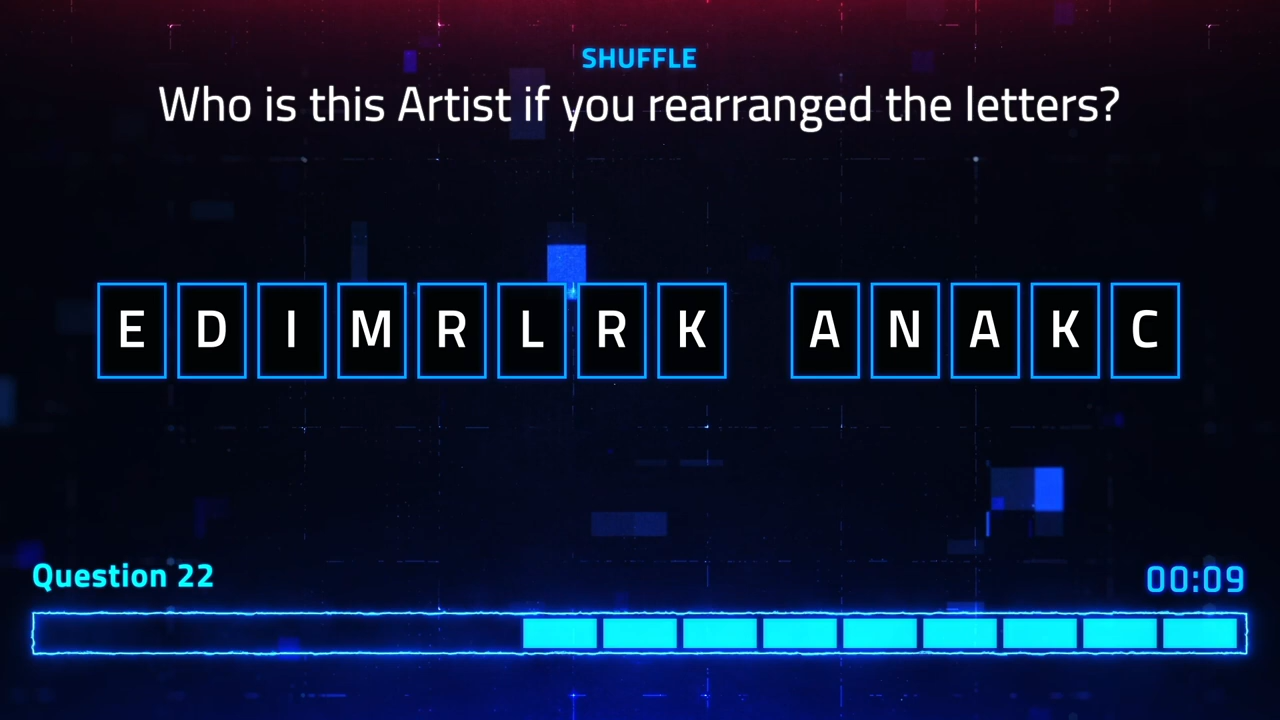 SHUFFLE
Who is this Artist if you rearranged the letters?
E D I M R L R K A N A K C
Question 22
00:09